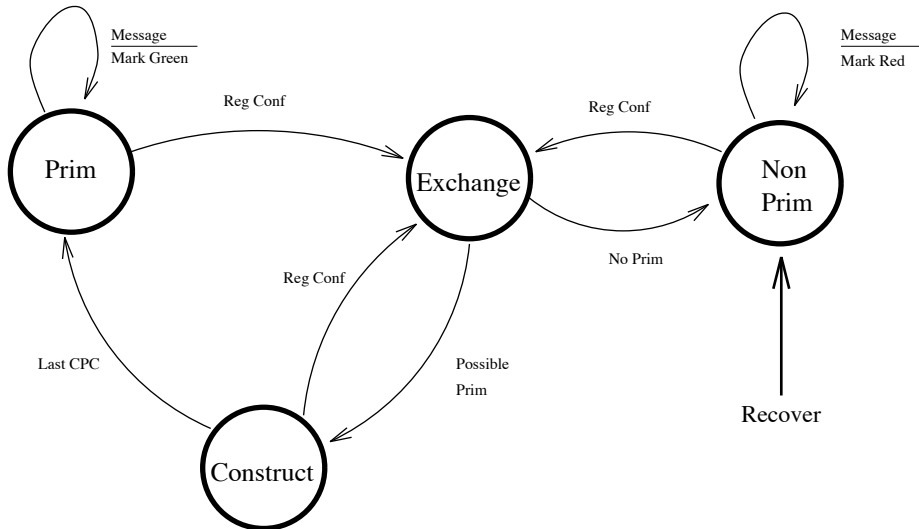 Message
Mark Green
Message
Mark Red
Reg Conf
Reg Conf
Prim
Exchange
Non
Prim
No Prim
Reg Conf
Last CPC
Possible
Prim
Recover
Construct